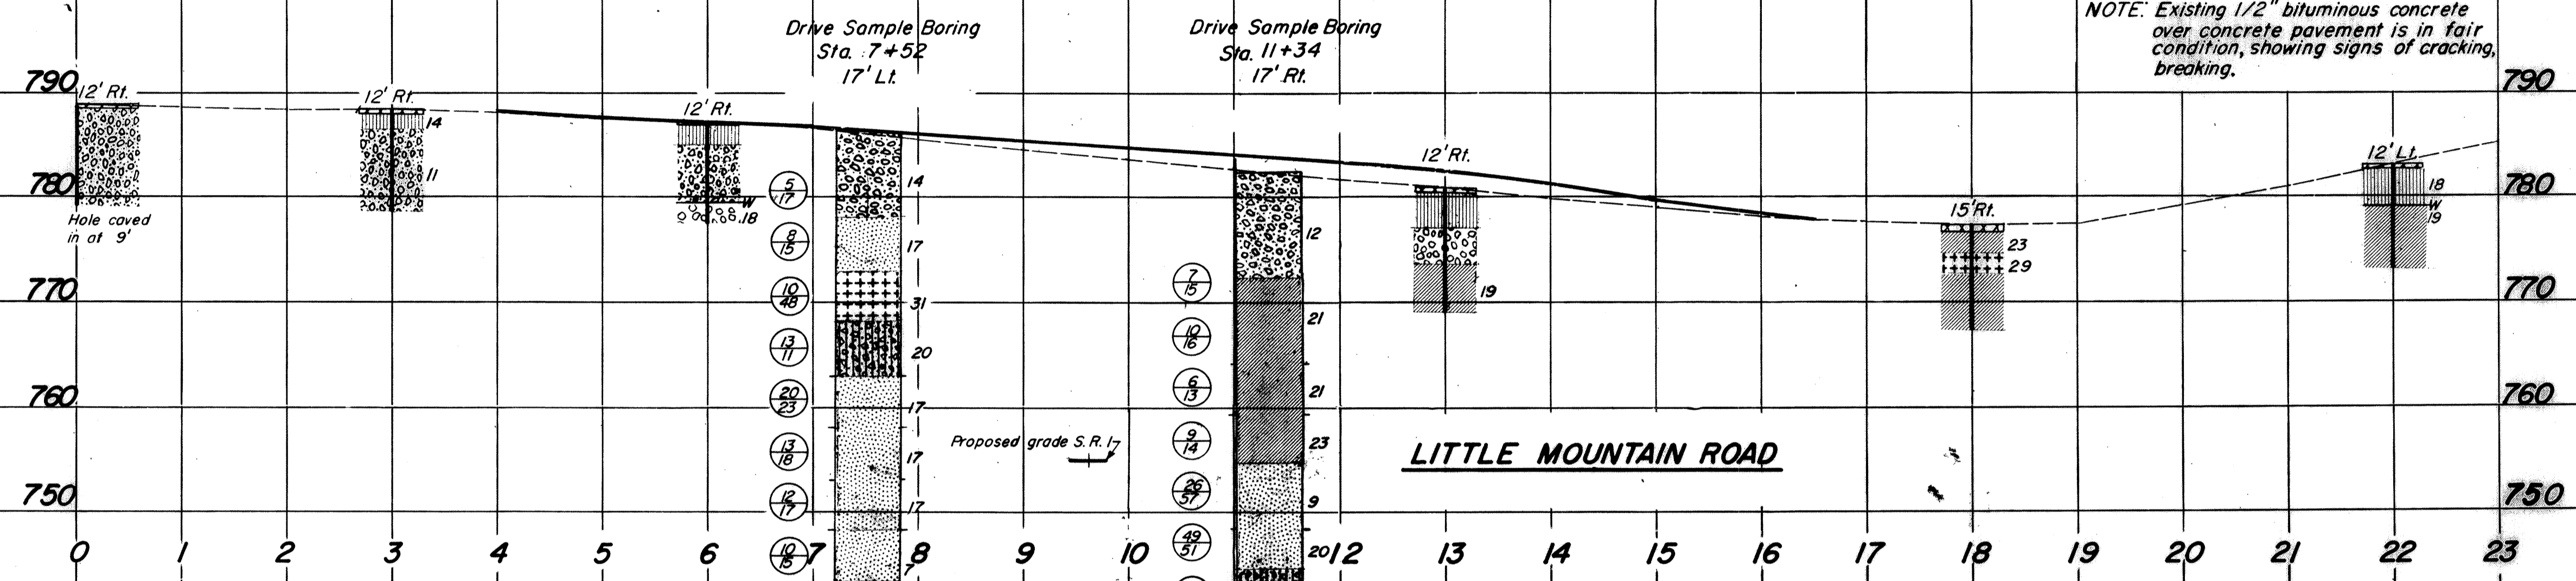 Drive Sample Boring
Sta. 7+52
17' Lt.
Drive Sample Boring
Sta. 11+34
17' Rt.
NOTE: Existing 1/2" bituminous concrete
over concrete pavement is in fair
condition, showing signs of cracking,
breaking.
790
790
12' Rt.
12' Rt.
12' Rt.
12' Rt.
12' Lt.
15' Rt.
14
11
W
18
Hole caved
in at 9'
780
780
5
17
14
8
15
17
10
48
31
13
11
20
20
23
17
13
18
17
12
17
17
10
15
7
12
7
15
21
10
16
6
13
21
9
14
23
26
57
9
49
51
20
19
23
29
18
W
19
770
770
760
760
Proposed grade S.R. 17
LITTLE MOUNTAIN ROAD
750
750
0 1 2 3 4 5 6 7 8 9 10 12 13 14 15 16 17 18 19 20 21 22 23